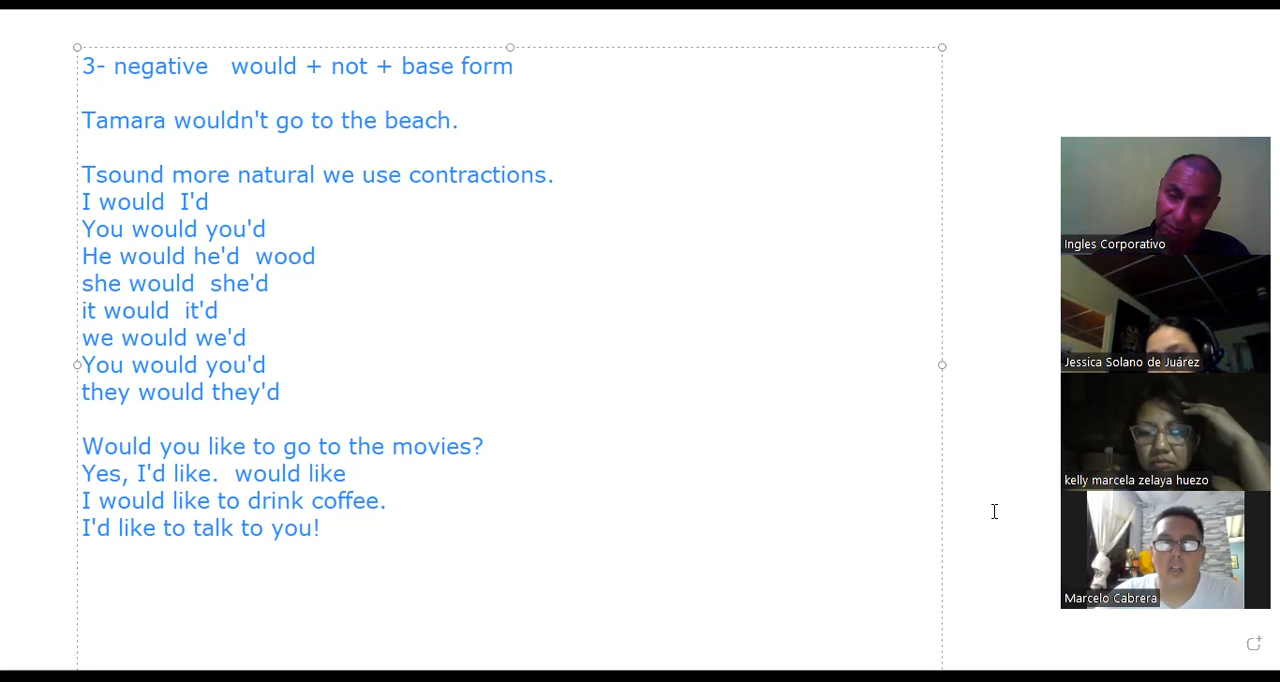 3- negative   would + not + base form
Tamara wouldn't go to the beach.
Tsound more natural we use contractions.
I would  I'd
You would you'd
He would he'd  wood
she would  she'd
it would  it'd
we would we'd
You would you'd
they would they'd
Would you like to go to the movies?
Yes, I'd like.  would like
I would like to drink coffee.
I'd like to talk to you!
Ingles Corporativo
Jessica Solano de Juárez
kelly marcela zelaya huezo
Marcelo Cabrera